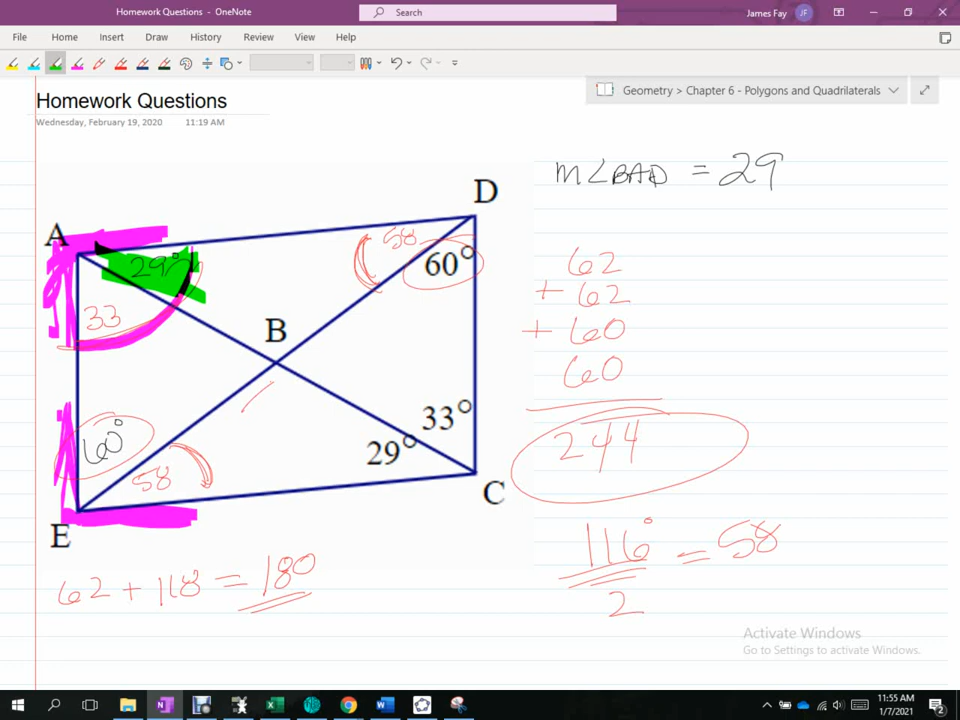 Homework Questions - OneNote
Search
James Fay
JF
File Home Insert Draw History Review View Help
Homework Questions
Geometry > Chapter 6 - Polygons and Quadrilaterals
Wednesday, February 19, 2020 11:19 AM
m∠BAD = 29
D
A
58
60°
29°
33
62
+ 62
+ 60
60
B
33°
60°
29°
244
58
C
E
116° = 58
2
62 + 118 = 180
Activate Windows
Go to Settings to activate Windows.
11:55 AM
1/7/2021
2